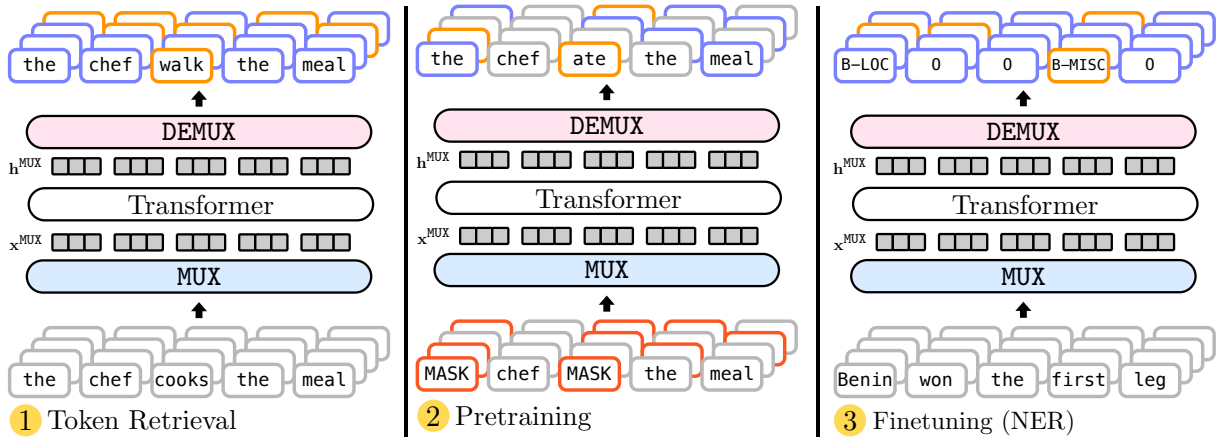 the chef walk the meal
DEMUX
h^MUX
Transformer
x^MUX
MUX
the chef cooks the meal
1 Token Retrieval
the chef ate the meal
DEMUX
h^MUX
Transformer
x^MUX
MUX
MASK chef MASK the meal
2 Pretraining
B-LOC O O B-MISC O
DEMUX
h^MUX
Transformer
x^MUX
MUX
Benin won the first leg
3 Finetuning (NER)